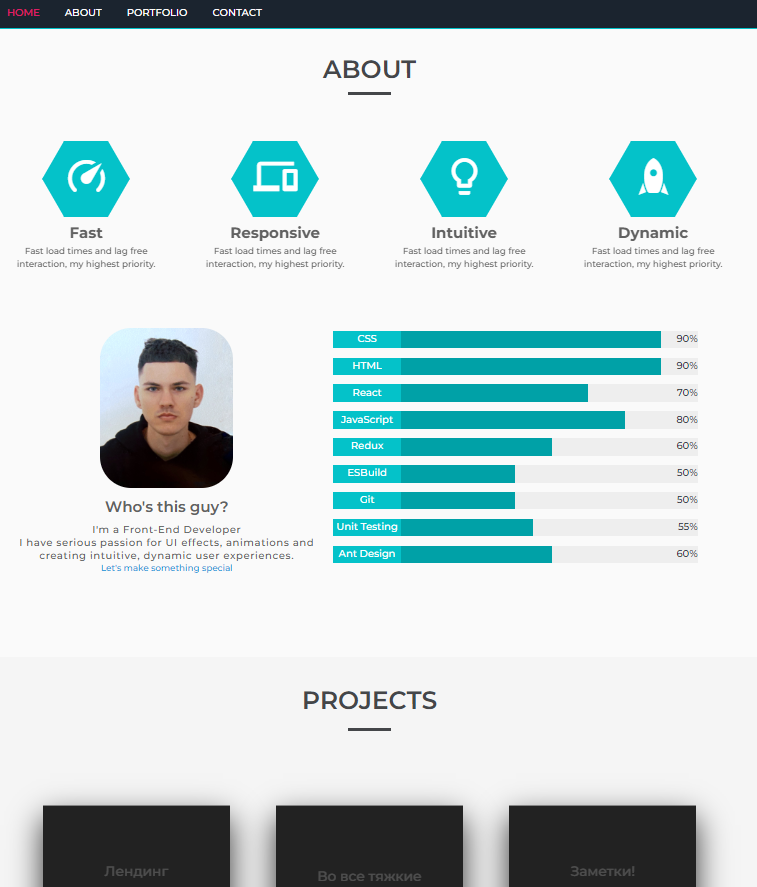 HOME ABOUT PORTFOLIO CONTACT
ABOUT
Fast
Fast load times and lag free
interaction, my highest priority.
Responsive
Fast load times and lag free
interaction, my highest priority.
Intuitive
Fast load times and lag free
interaction, my highest priority.
Dynamic
Fast load times and lag free
interaction, my highest priority.
Who's this guy?
I'm a Front-End Developer
I have serious passion for UI effects, animations and
creating intuitive, dynamic user experiences.
Let's make something special
CSS 90%
HTML 90%
React 70%
JavaScript 80%
Redux 60%
ESBuild 50%
Git 50%
Unit Testing 55%
Ant Design 60%
PROJECTS
Лендинг
Во все тяжкие
Заметки!